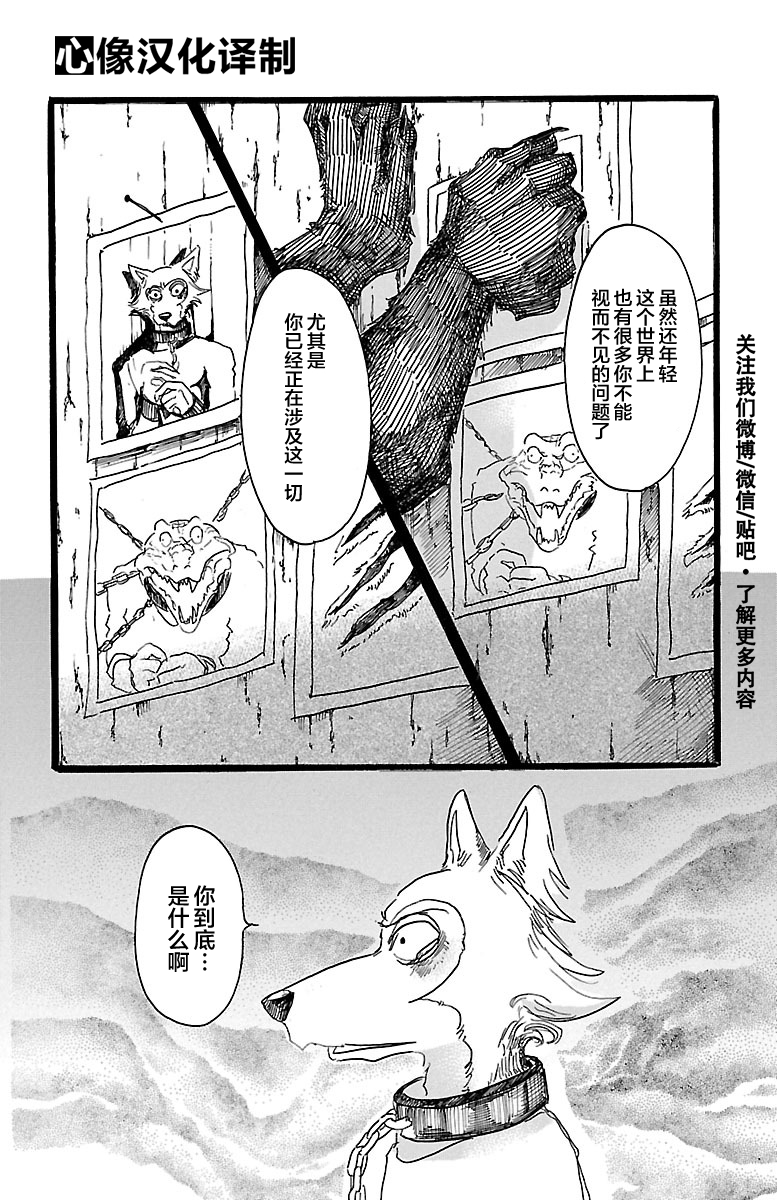 心像汉化译制
虽然还年轻
这个世界上
也有很多你不能
视而不见的问题了
尤其是
你已经正在涉及这一切
你到底…
是什么啊
关注我们微博/微信/贴吧·了解更多内容